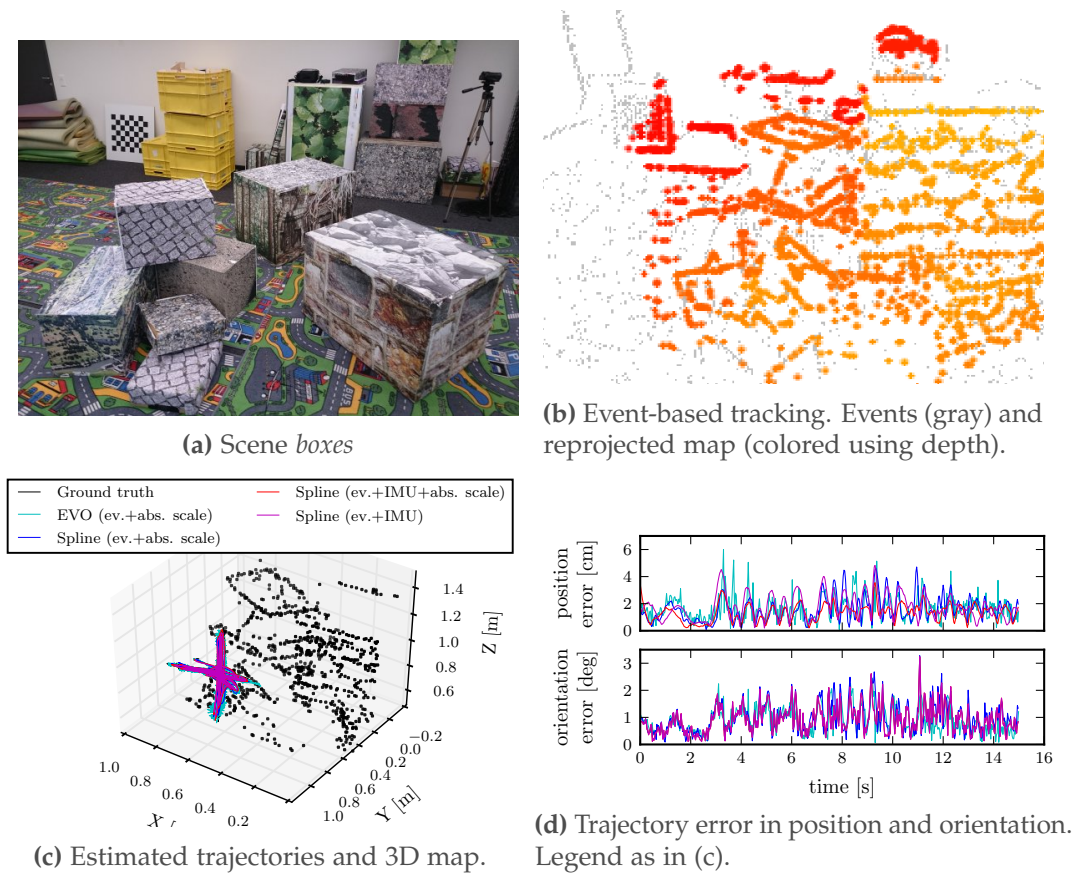 (a) Scene boxes
(b) Event-based tracking. Events (gray) and
reprojected map (colored using depth).
Ground truth
EVO (ev.+abs. scale)
Spline (ev.+abs. scale)
Spline (ev.+IMU+abs. scale)
Spline (ev.+IMU)
1.4
1.2
1.0
0.8
0.6
Z [m]
−0.2
0.0
0.2
0.4
0.6
0.8
1.0
Y [m]
1.0
0.8
0.6
0.4
0.2
X
(c) Estimated trajectories and 3D map.
position
error [cm]
6
4
2
0
orientation
error [deg]
3
2
1
0
0 2 4 6 8 10 12 14 16
time [s]
(d) Trajectory error in position and orientation.
Legend as in (c).